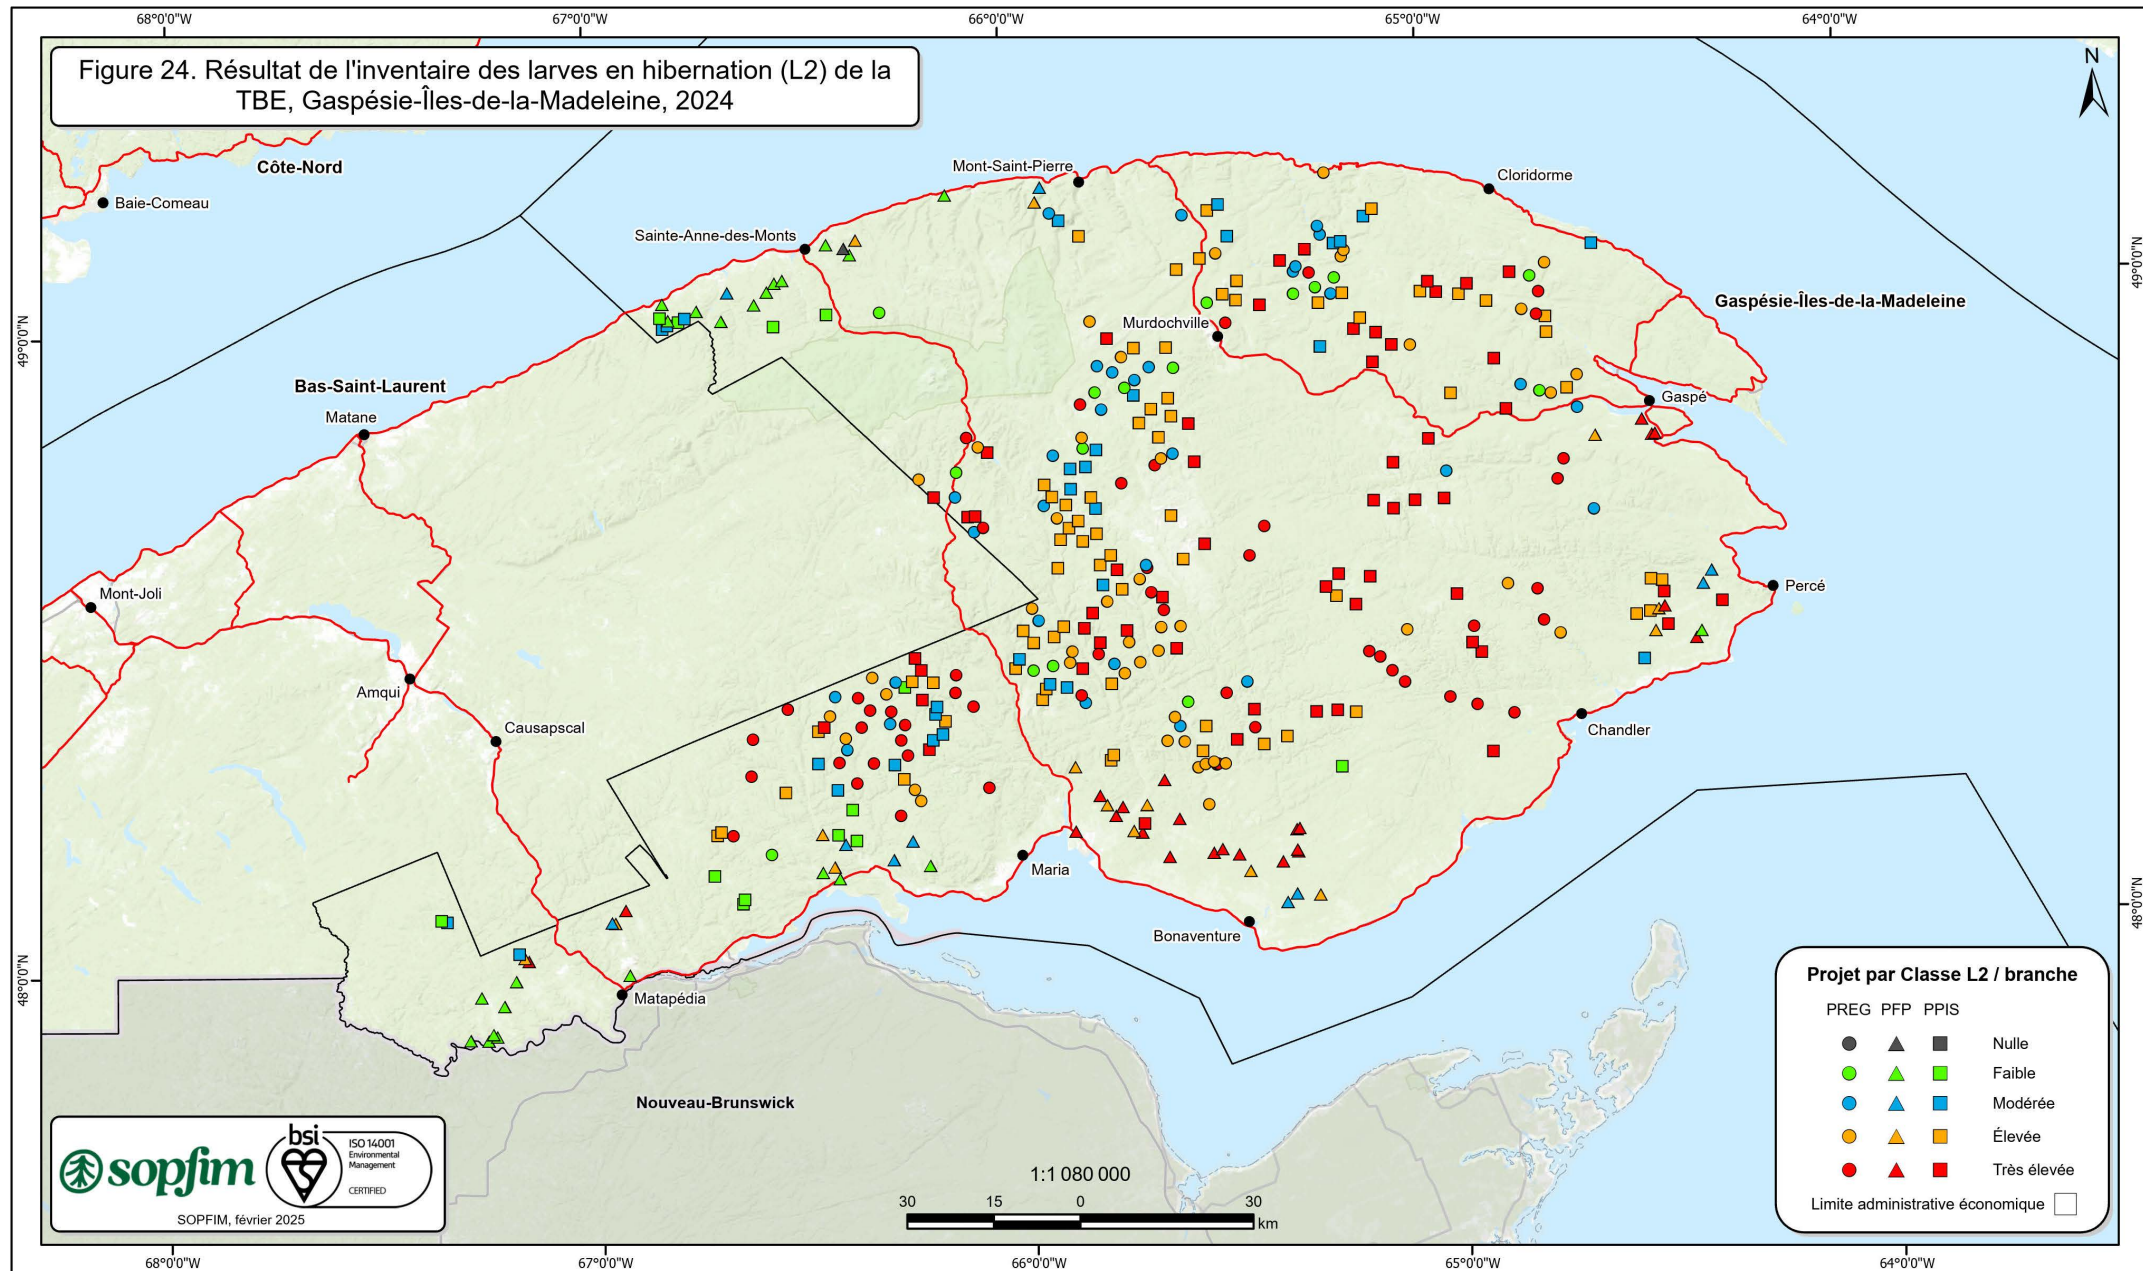 68°0'0"W
67°0'0"W
66°0'0"W
65°0'0"W
64°0'0"W
Figure 24. Résultat de l'inventaire des larves en hibernation (L2) de la
TBE, Gaspésie-Îles-de-la-Madeleine, 2024
N
Côte-Nord
Baie-Comeau
Mont-Saint-Pierre
Cloridorme
Sainte-Anne-des-Monts
49°0'0"N
49°0'0"N
Gaspésie-Îles-de-la-Madeleine
Murdochville
Bas-Saint-Laurent
Matane
Gaspé
Mont-Joli
Percé
Amqui
Causapscal
Chandler
Maria
Bonaventure
48°0'0"N
48°0'0"N
Matapédia
Nouveau-Brunswick
Projet par Classe L2 / branche
PREG PFP PPIS
Nulle
Faible
Modérée
Élevée
Très élevée
Limite administrative économique
sopfim
bsi
ISO 14001
Environmental
Management
CERTIFIED
SOPFIM, février 2025
1:1 080 000
30 15 0 30
km
68°0'0"W
67°0'0"W
66°0'0"W
65°0'0"W
64°0'0"W